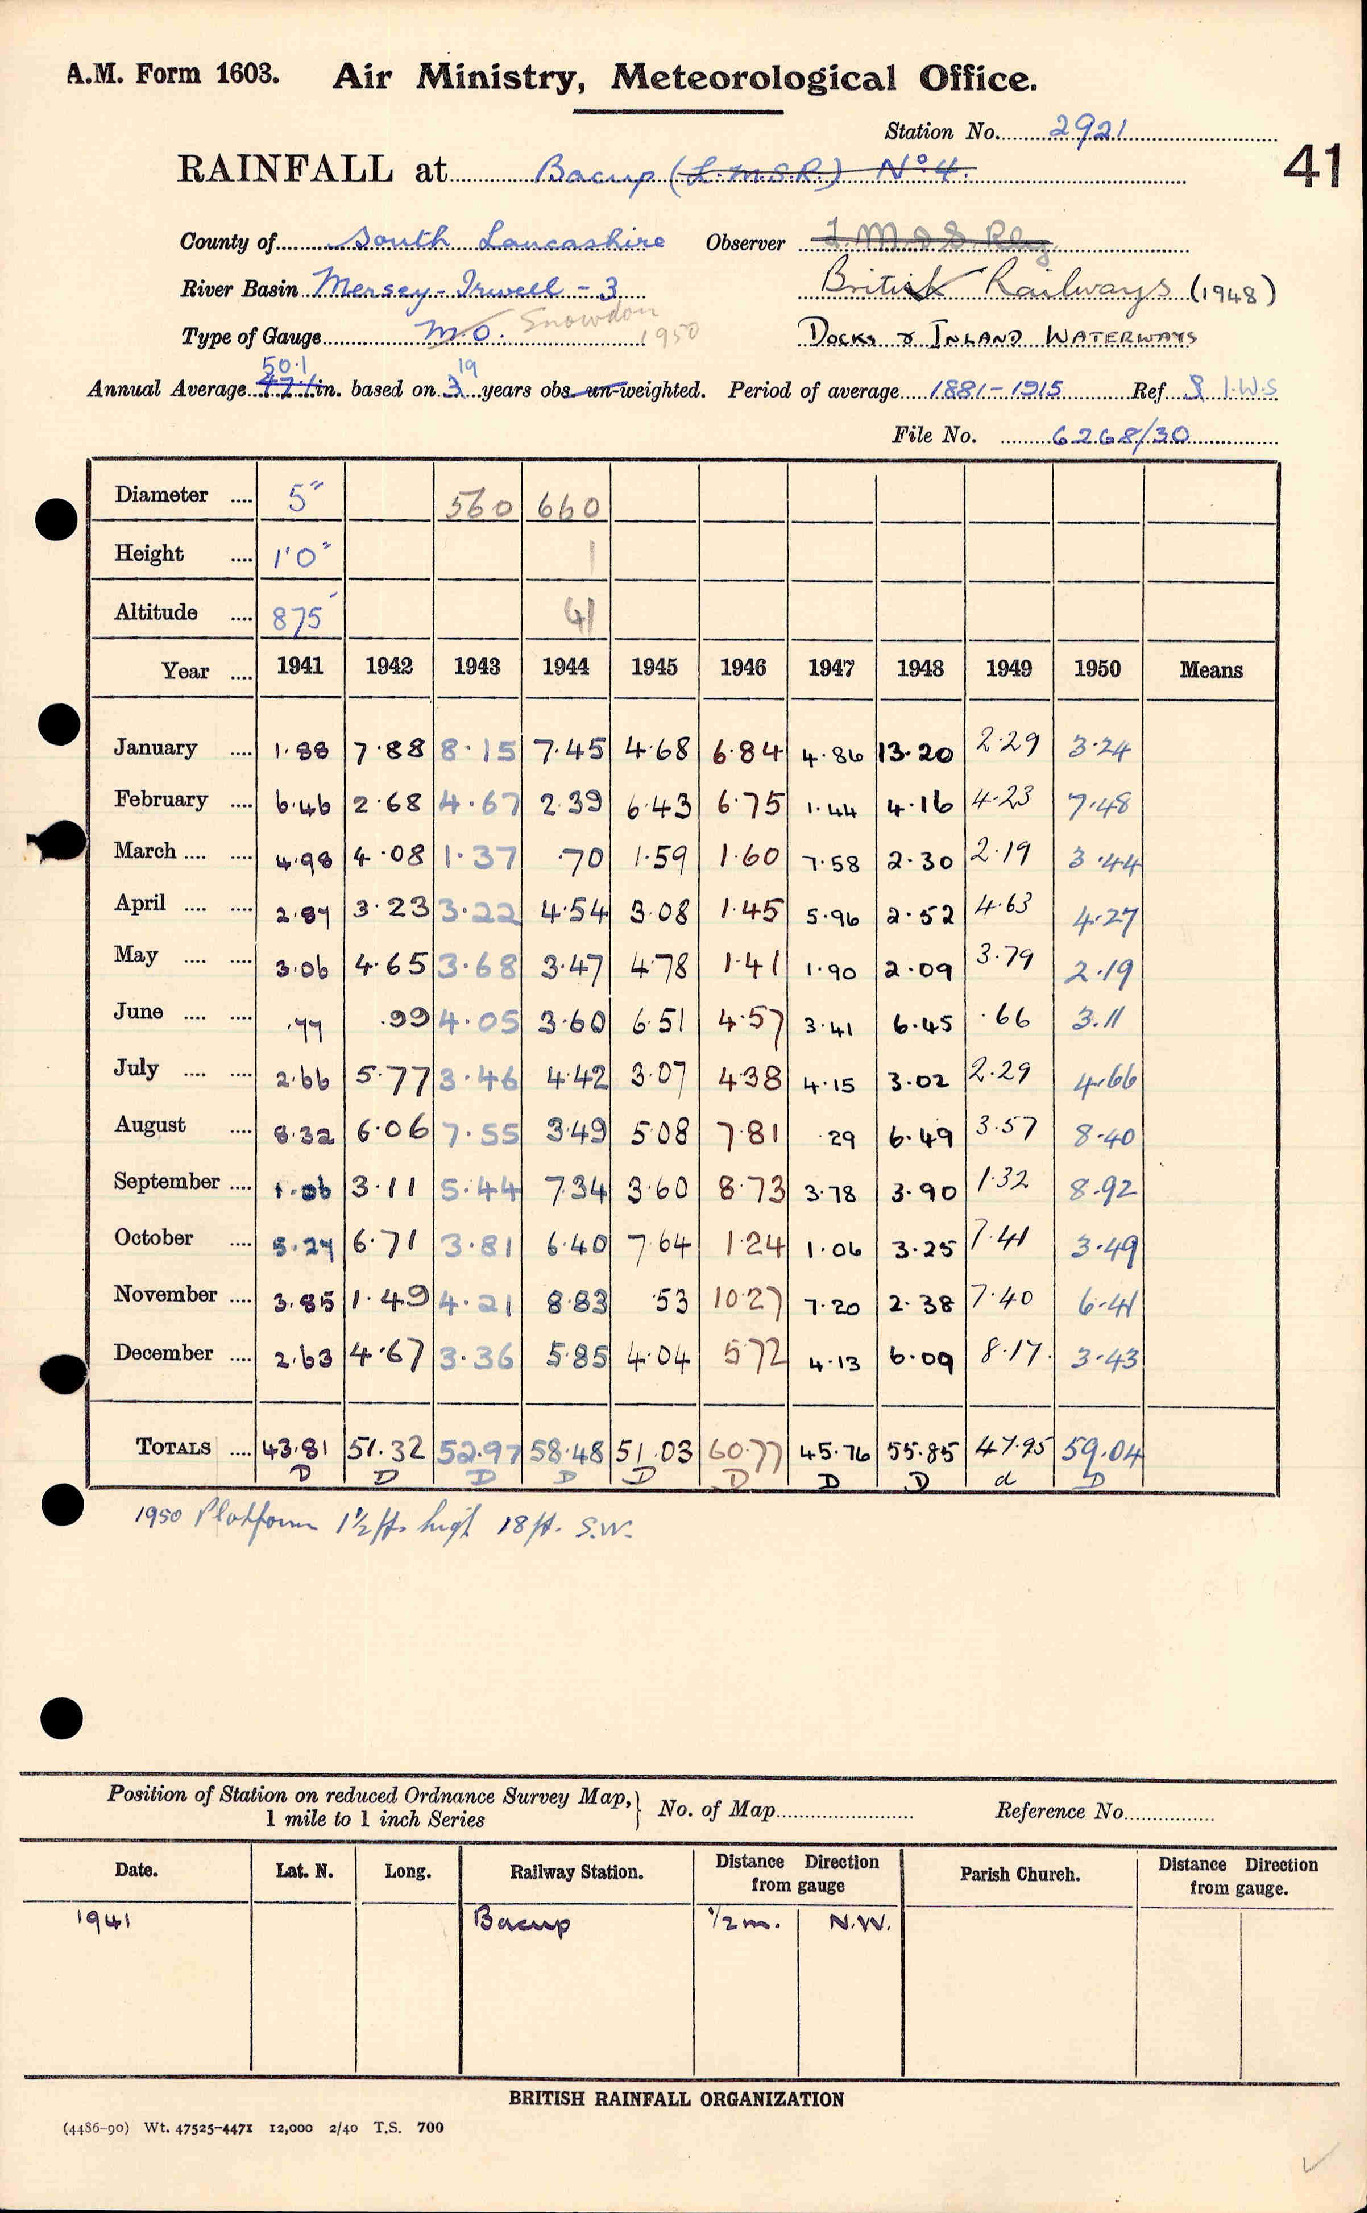 A.M. Form 1603. Air Ministry, Meteorological Office.
Station No. 2921
41
RAINFALL at Bacup (L.M.S.R.) No 4.
County of South Lancashire Observer L M & S Rly
River Basin Mersey - Irwell - 3 British Railways (1948)
Type of Gauge M.O. Snowdon 1950 DOCKS & INLAND WATERWAYS
50.1 19
Annual Average 47.1 in. based on 3 years obs. un-weighted. Period of average 1881-1915 Ref I.W.S
File No. 6268/30
Diameter .... 5" 560 660
Height .... 1'0" 1
Altitude .... 875' 41
Year .... 1941 1942 1943 1944 1945 1946 1947 1948 1949 1950 Means
January .... 1.88 7.88 8.15 7.45 4.68 6.84 4.86 13.20 2.29 3.24
February .... 6.46 2.68 4.67 2.39 6.43 6.75 1.44 4.16 4.23 7.48
March .... .... 4.98 4.08 1.37 .70 1.59 1.60 7.58 2.30 2.19 3.44
April .... .... 2.87 3.23 3.22 4.54 3.08 1.45 5.96 2.52 4.63 4.27
May .... .... 3.06 4.65 3.68 3.47 4.78 1.41 1.90 2.09 3.79 2.19
June .... .... .77 .99 4.05 3.60 6.51 4.57 3.41 6.45 .66 3.11
July .... .... 2.66 5.77 3.46 4.42 3.07 4.38 4.15 3.02 2.29 4.66
August .... 8.32 6.06 7.55 3.49 5.08 7.81 .29 6.49 3.57 8.40
September .... 1.06 3.11 5.44 7.34 3.60 8.73 3.78 3.90 1.32 8.92
October .... 5.27 6.71 3.81 6.40 7.64 1.24 1.06 3.25 7.41 3.49
November .... 3.85 1.49 4.21 8.83 .53 10.27 7.20 2.38 7.40 6.41
December .... 2.63 4.67 3.36 5.85 4.04 5.72 4.13 6.09 8.17 3.43
TOTALS .... 43.81 51.32 52.97 58.48 51.03 60.77 45.76 55.85 47.95 59.04
D D D D D D D D d D
1950 Platform 1½ ft. high 18 ft. S.W.
Position of Station on reduced Ordnance Survey Map,} No. of Map Reference No.
1 mile to 1 inch Series
Date. Lat. N. Long. Railway Station. Distance Direction from gauge Parish Church. Distance Direction from gauge.
1941 Bacup 1/2 m. N.W.
BRITISH RAINFALL ORGANIZATION
(4486-90) Wt. 47525-4471 12,000 2/40 T.S. 700